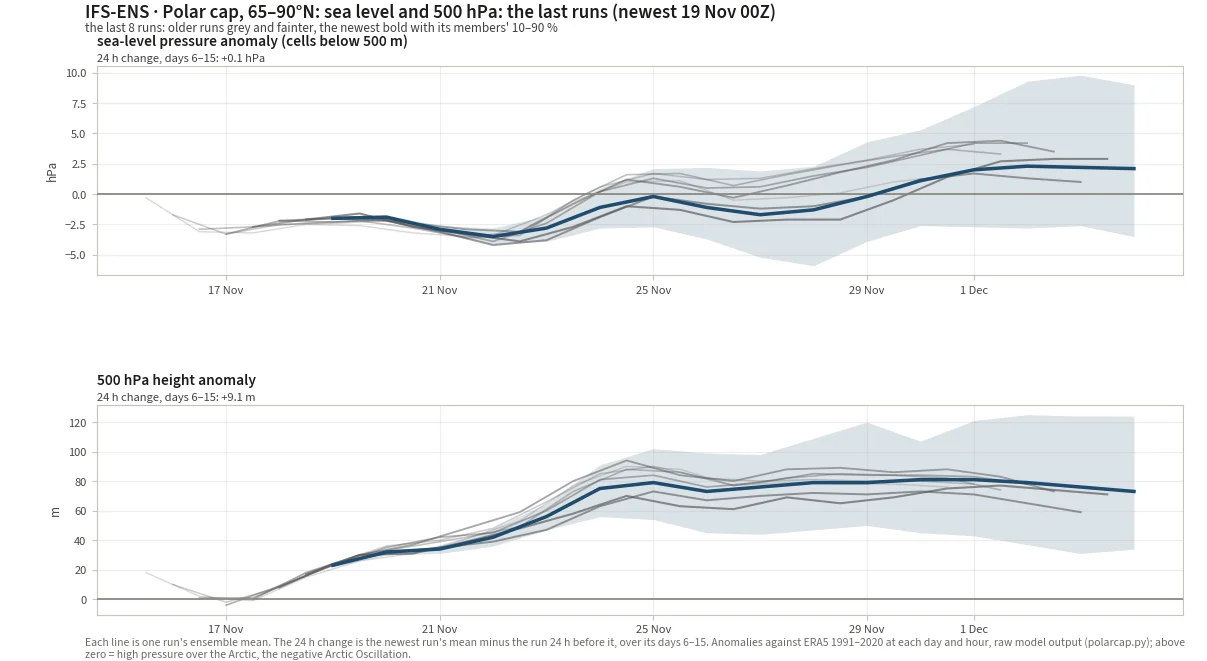 IFS-ENS · Polar cap, 65–90°N: sea level and 500 hPa: the last runs (newest 19 Nov 00Z)
the last 8 runs: older runs grey and fainter, the newest bold with its members' 10–90 %
sea-level pressure anomaly (cells below 500 m)
24 h change, days 6–15: +0.1 hPa
10.0
7.5
5.0
2.5
0.0
−2.5
−5.0
hPa
17 Nov
21 Nov
25 Nov
29 Nov
1 Dec
500 hPa height anomaly
24 h change, days 6–15: +9.1 m
120
100
80
60
40
20
0
m
17 Nov
21 Nov
25 Nov
29 Nov
1 Dec
Each line is one run's ensemble mean. The 24 h change is the newest run's mean minus the run 24 h before it, over its days 6–15. Anomalies against ERA5 1991–2020 at each day and hour, raw model output (polarcap.py); above
zero = high pressure over the Arctic, the negative Arctic Oscillation.